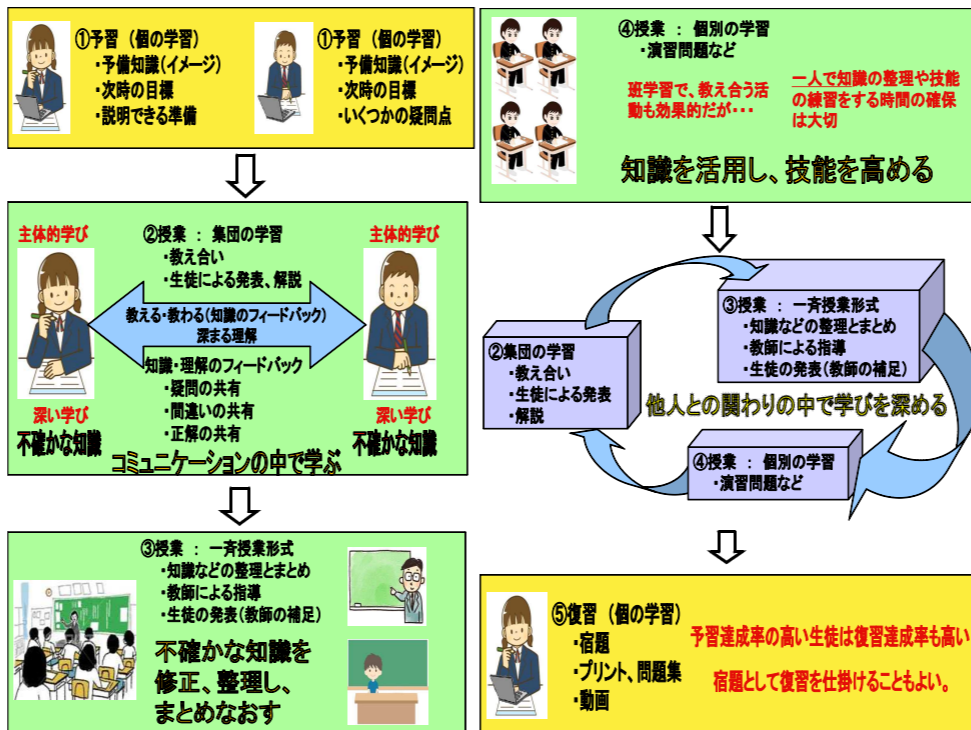 ①予習（個の学習）
・予備知識（イメージ）
・次時の目標
・説明できる準備
①予習（個の学習）
・予備知識（イメージ）
・次時の目標
・いくつかの疑問点
主体的学び
②授業 ： 集団の学習
・教え合い
・生徒による発表、解説
主体的学び
教える・教わる（知識のフィードバック）
深まる理解
知識・理解のフィードバック
・疑問の共有
・間違いの共有
・正解の共有
深い学び
不確かな知識
深い学び
不確かな知識
コミュニケーションの中で学ぶ
③授業 ： 一斉授業形式
・知識などの整理とまとめ
・教師による指導
・生徒の発表（教師の補足）
不確かな知識を
修正、整理し、
まとめなおす
④授業 ： 個別の学習
・演習問題など
班学習で、教え合う活
動も効果的だが・・・
一人で知識の整理や技能
の練習をする時間の確保
は大切
知識を活用し、技能を高める
③授業 ： 一斉授業形式
・知識などの整理とまとめ
・教師による指導
・生徒の発表（教師の補足）
②集団の学習
・教え合い
・生徒による発表
・解説
他人との関わりの中で学びを深める
④授業 ： 個別の学習
・演習問題など
⑤復習（個の学習）
・宿題
・プリント、問題集
・動画
予習達成率の高い生徒は復習達成率も高い
宿題として復習を仕掛けることもよい。